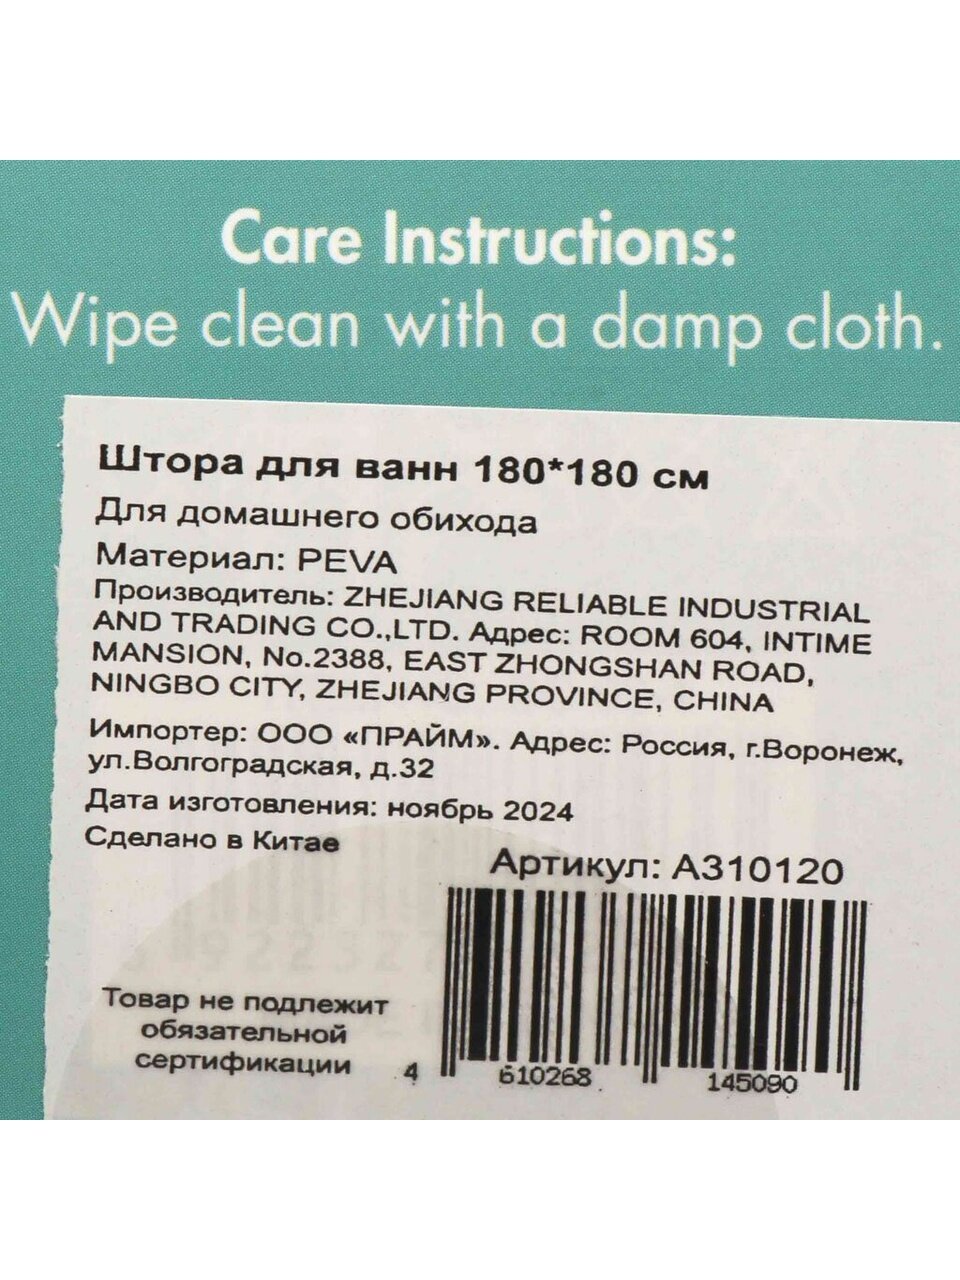 Care Instructions:
Wipe clean with a damp cloth.
Штора для ванн 180*180 см
Для домашнего обихода
Материал: PEVA
Производитель: ZHEJIANG RELIABLE INDUSTRIAL
AND TRADING CO.,LTD. Адрес: ROOM 604, INTIME
MANSION, No.2388, EAST ZHONGSHAN ROAD,
NINGBO CITY, ZHEJIANG PROVINCE, CHINA
Импортер: ООО «ПРАЙМ». Адрес: Россия, г.Воронеж,
ул.Волгоградская, д.32
Дата изготовления: ноябрь 2024
Сделано в Китае
Артикул: А310120
Товар не подлежит
обязательной
сертификации
4 610268 145090